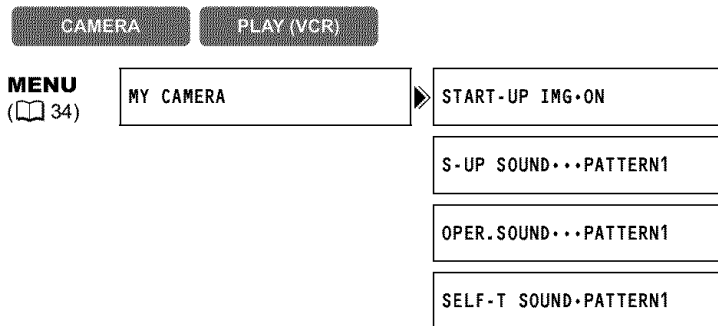 CAMERA PLAY (VCR)
MENU
(34)
MY CAMERA
START-UP IMG•ON
S-UP SOUND•••PATTERN1
OPER.SOUND•••PATTERN1
SELF-T SOUND•PATTERN1